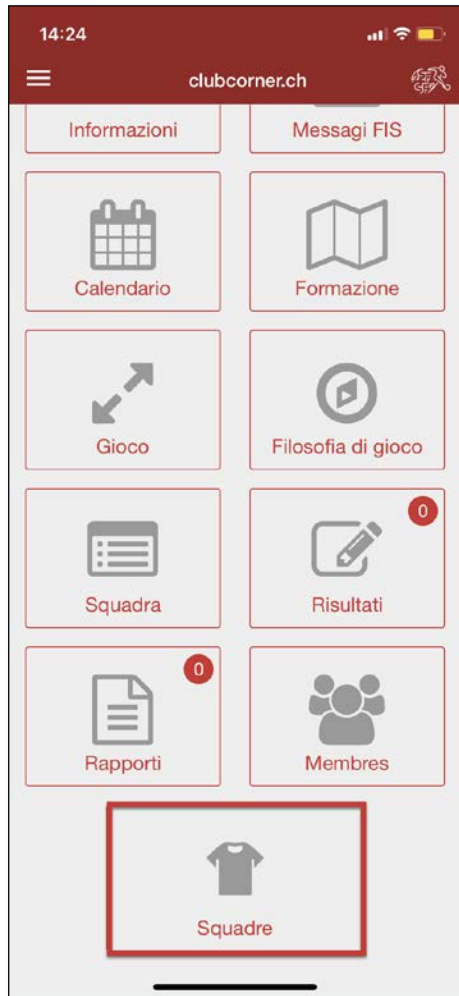 14:24
clubcorner.ch
Informazioni
Messagi FIS
Calendario
Formazione
Gioco
Filosofia di gioco
Squadra
0
Risultati
0
Rapporti
Membres
Squadre